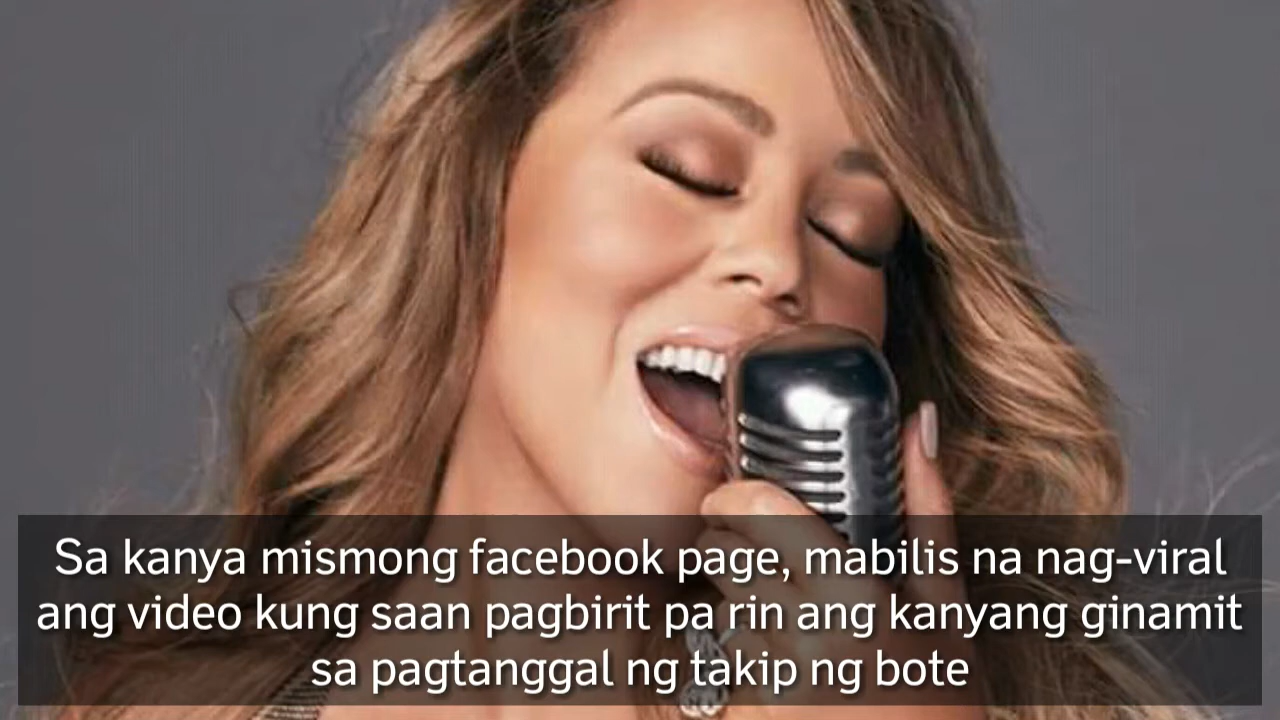 Sa kanya mismong facebook page, mabilis na nag-viral
ang video kung saan pagbirit pa rin ang kanyang ginamit
sa pagtanggal ng takip ng bote